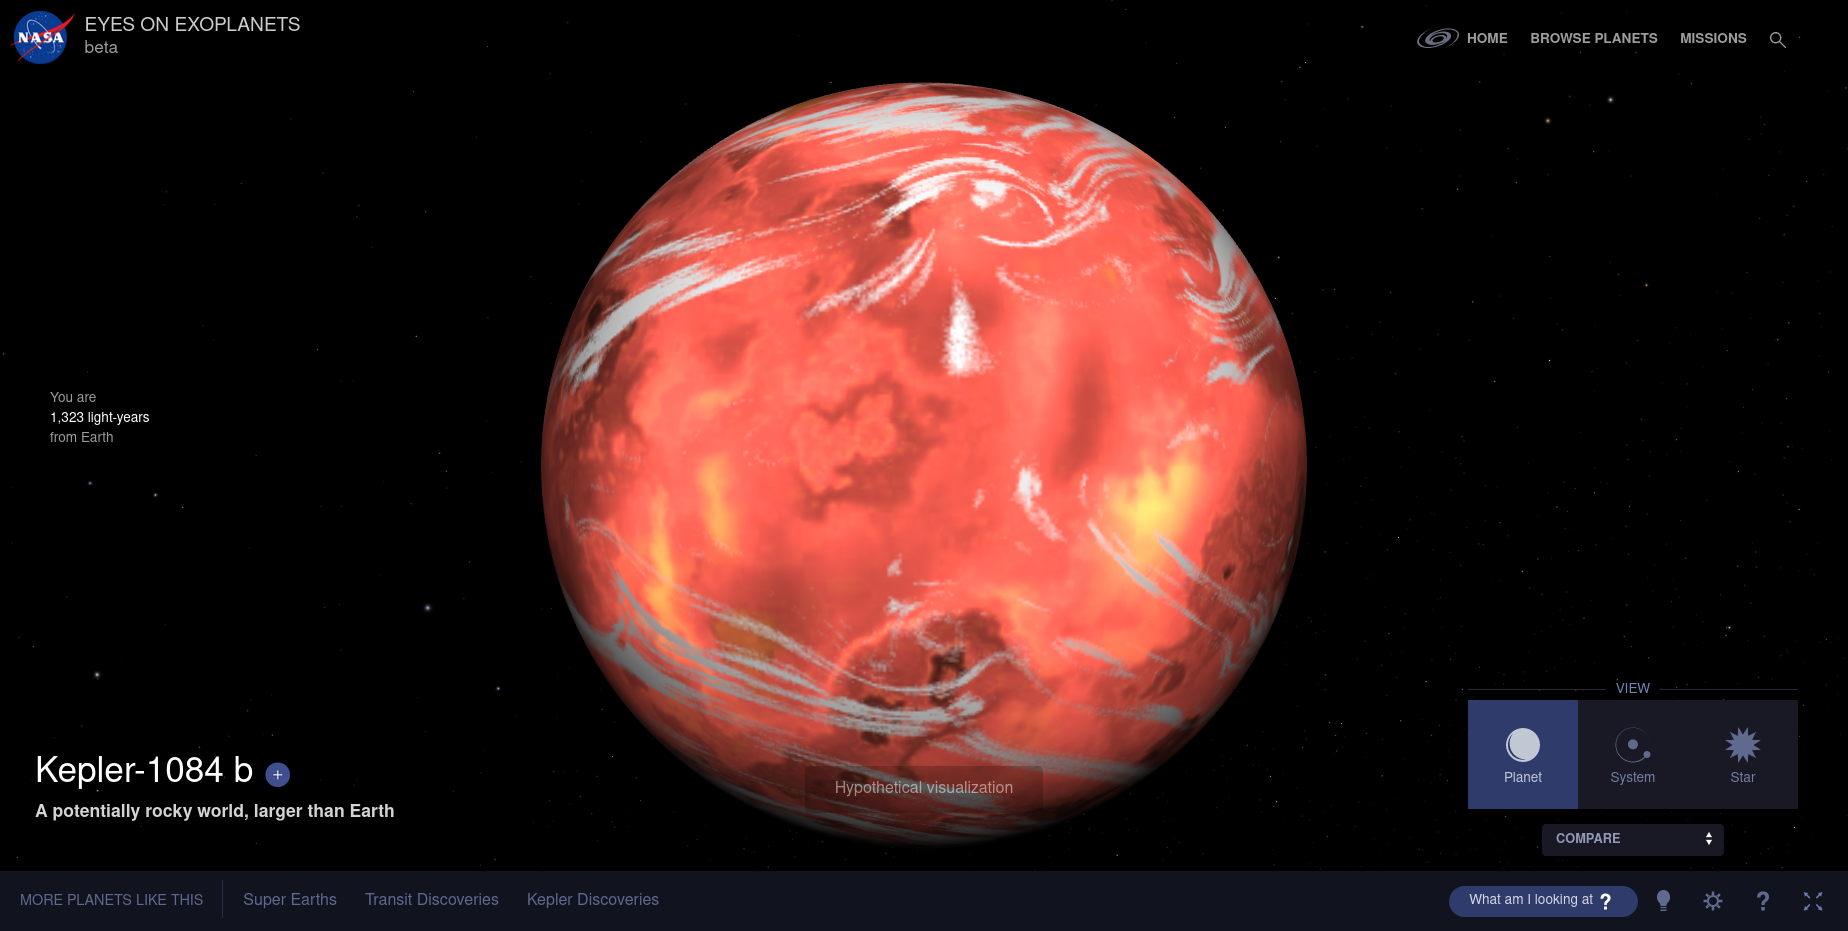 NASA
EYES ON EXOPLANETS
beta
HOME
BROWSE PLANETS
MISSIONS
You are
1,323 light-years
from Earth
Kepler-1084 b +
A potentially rocky world, larger than Earth
Hypothetical visualization
VIEW
Planet
System
Star
COMPARE
MORE PLANETS LIKE THIS
Super Earths
Transit Discoveries
Kepler Discoveries
What am I looking at ?
?